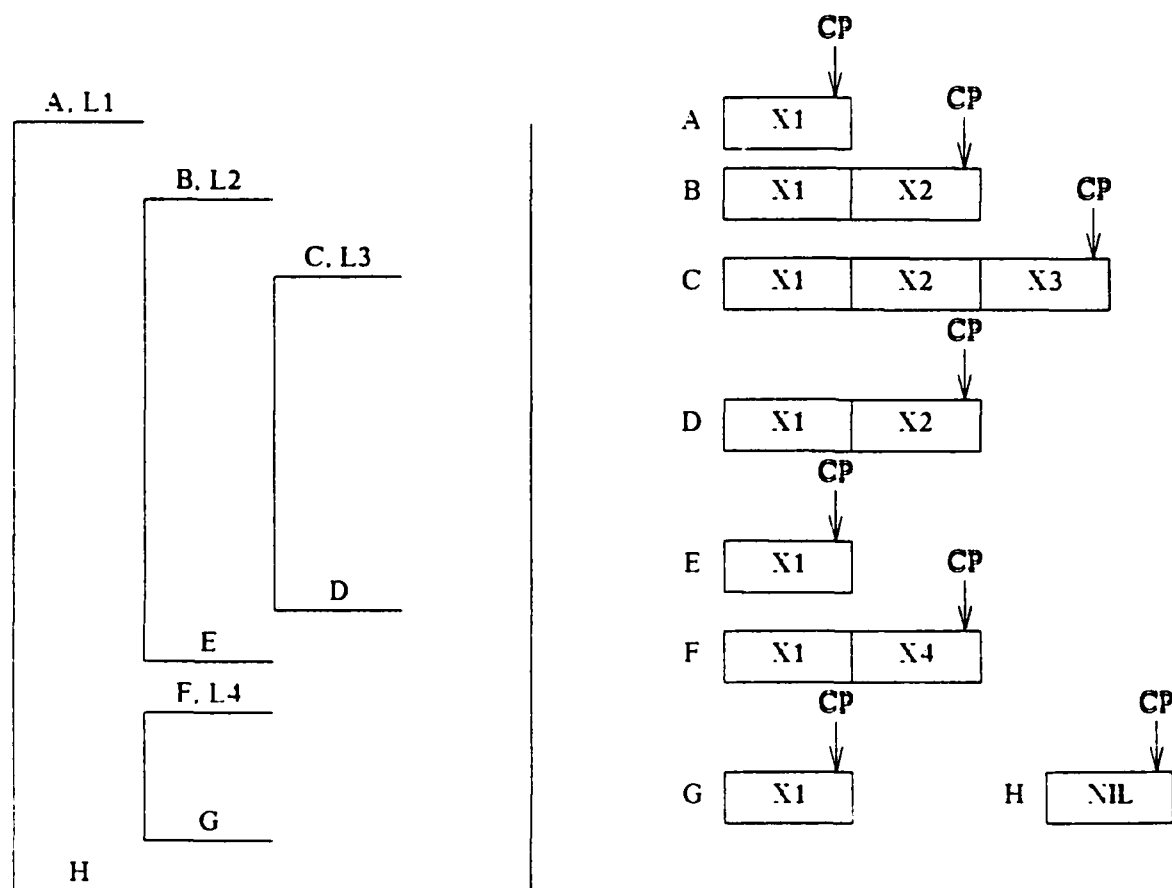 A, L1
B, L2
C, L3
D
E
F, L4
G
H
CP
A X1
CP
B X1 X2
CP
C X1 X2 X3
CP
D X1 X2
CP
E X1
CP
F X1 X4
CP
G X1
CP
H NIL